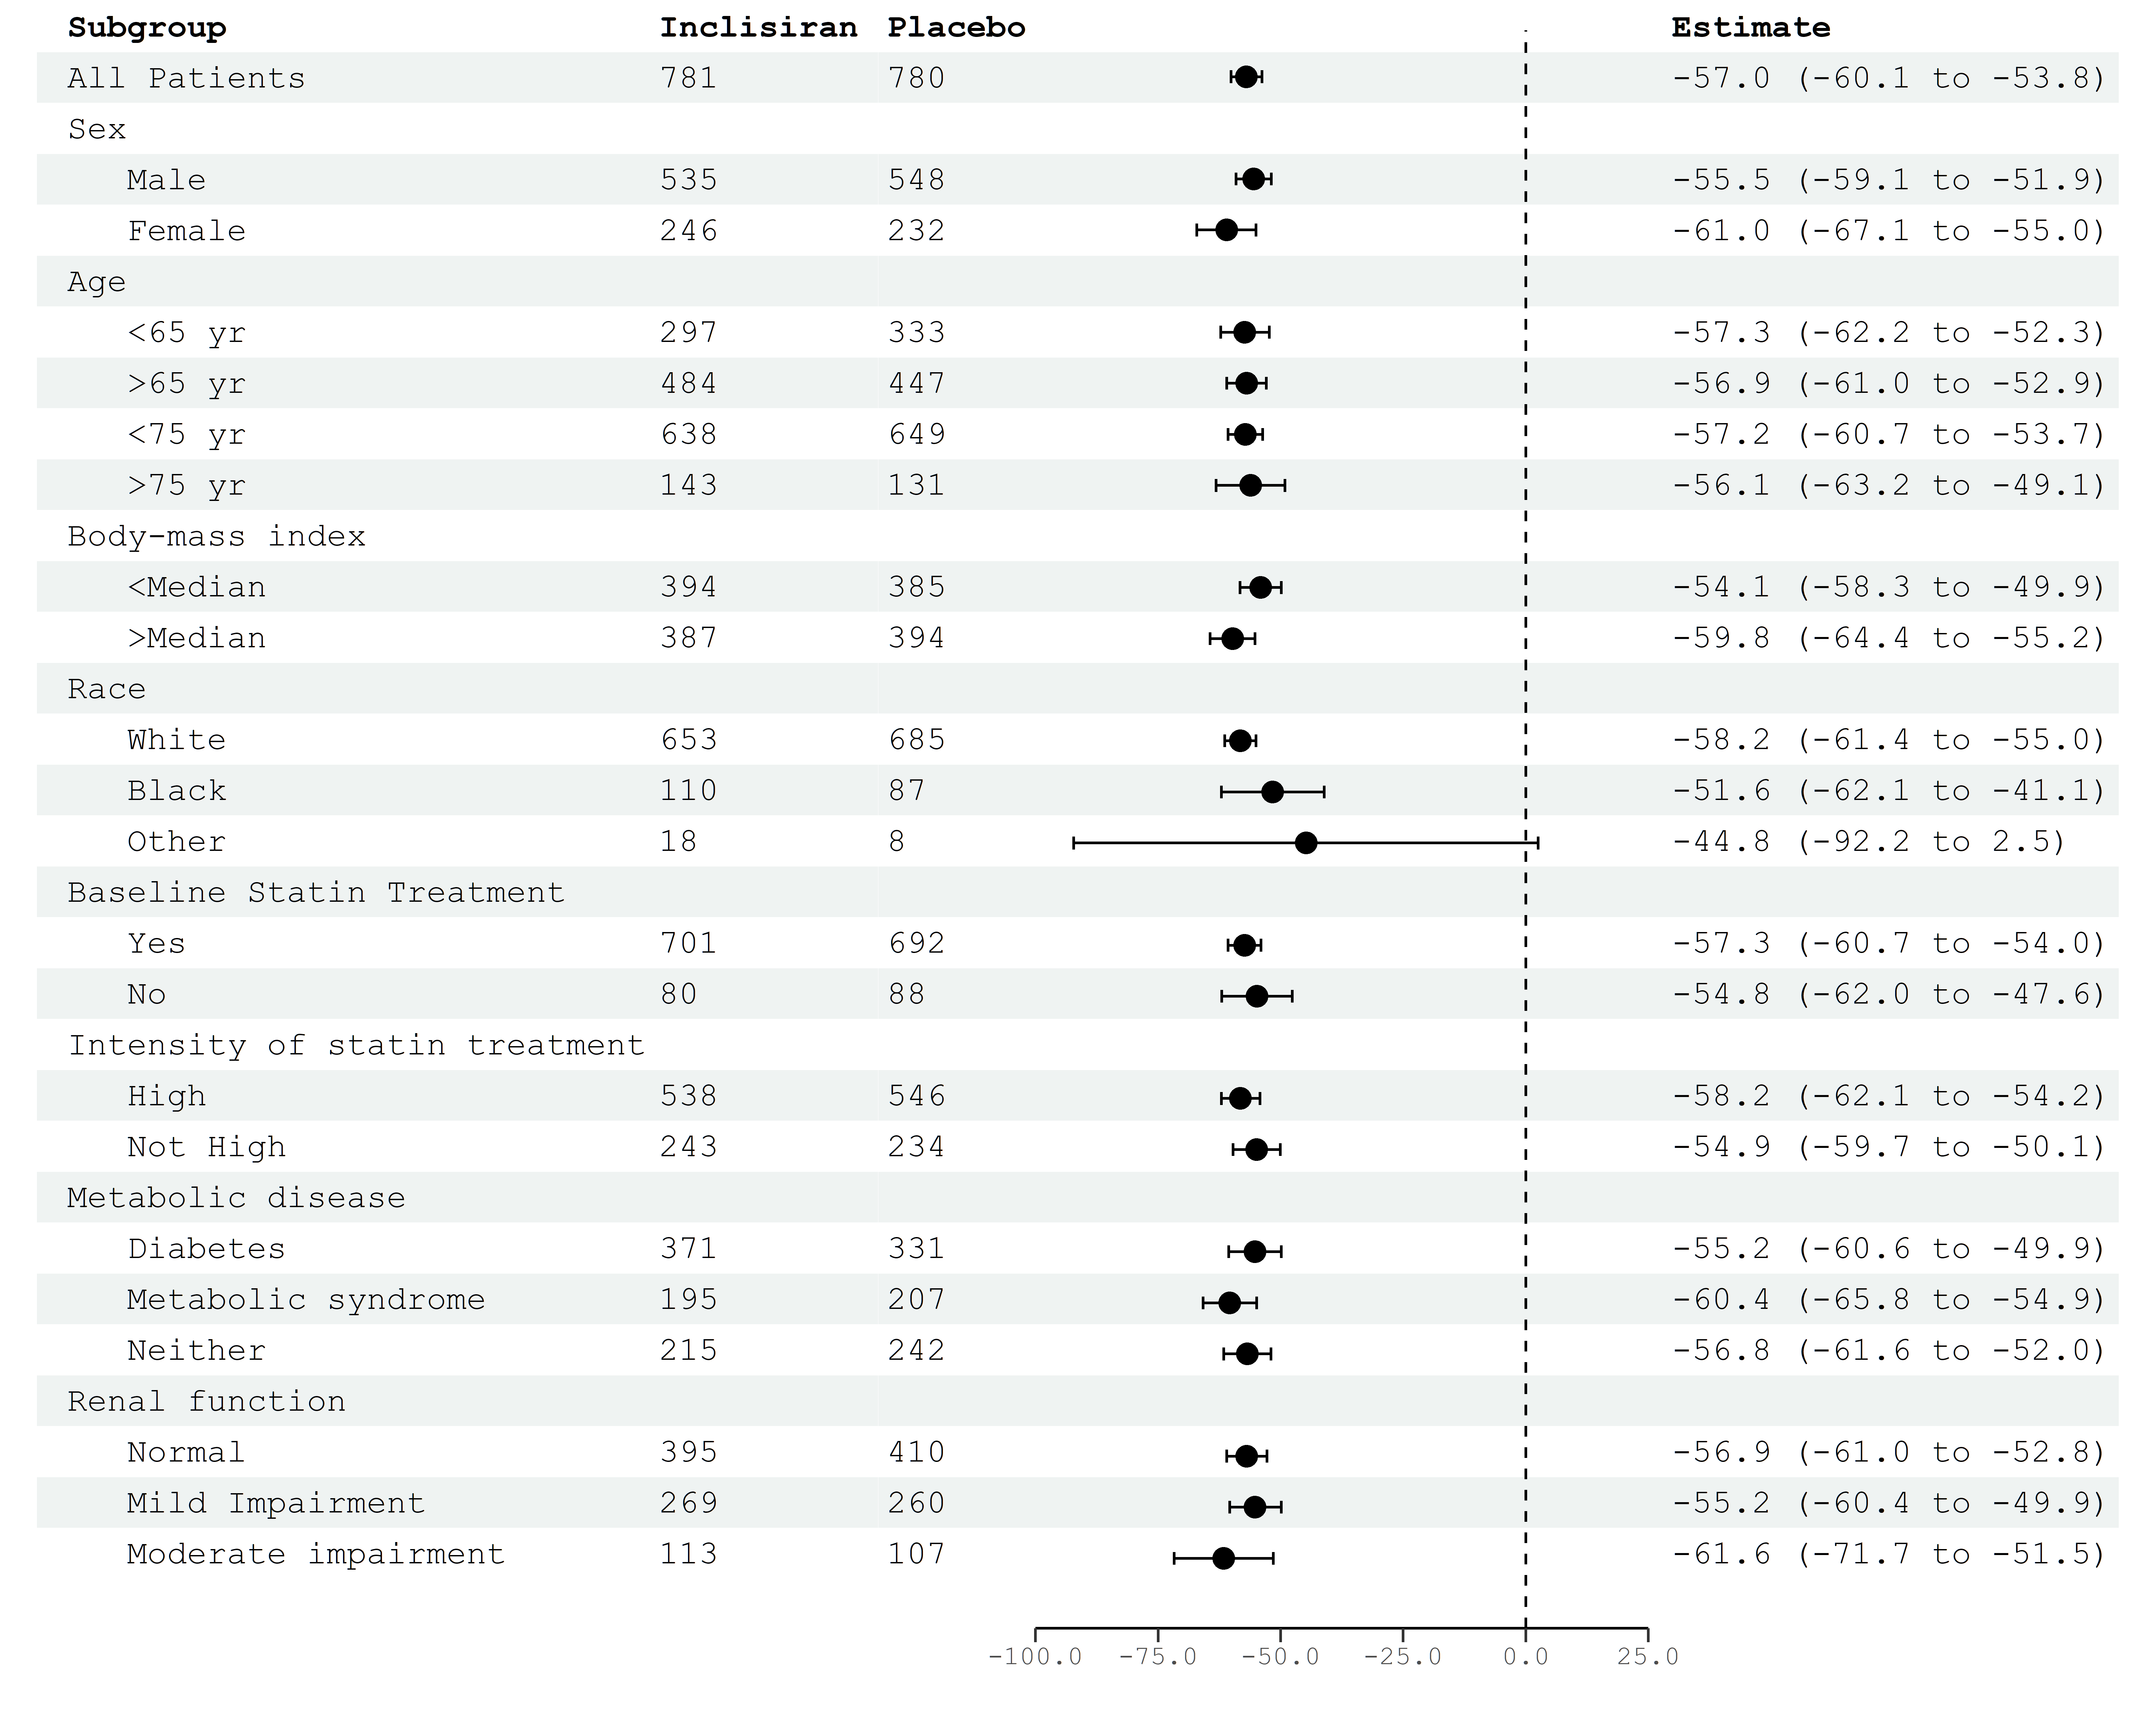 Subgroup Inclisiran Placebo Estimate
All Patients 781 780 -57.0 (-60.1 to -53.8)
Sex
Male 535 548 -55.5 (-59.1 to -51.9)
Female 246 232 -61.0 (-67.1 to -55.0)
Age
<65 yr 297 333 -57.3 (-62.2 to -52.3)
>65 yr 484 447 -56.9 (-61.0 to -52.9)
<75 yr 638 649 -57.2 (-60.7 to -53.7)
>75 yr 143 131 -56.1 (-63.2 to -49.1)
Body-mass index
<Median 394 385 -54.1 (-58.3 to -49.9)
>Median 387 394 -59.8 (-64.4 to -55.2)
Race
White 653 685 -58.2 (-61.4 to -55.0)
Black 110 87 -51.6 (-62.1 to -41.1)
Other 18 8 -44.8 (-92.2 to 2.5)
Baseline Statin Treatment
Yes 701 692 -57.3 (-60.7 to -54.0)
No 80 88 -54.8 (-62.0 to -47.6)
Intensity of statin treatment
High 538 546 -58.2 (-62.1 to -54.2)
Not High 243 234 -54.9 (-59.7 to -50.1)
Metabolic disease
Diabetes 371 331 -55.2 (-60.6 to -49.9)
Metabolic syndrome 195 207 -60.4 (-65.8 to -54.9)
Neither 215 242 -56.8 (-61.6 to -52.0)
Renal function
Normal 395 410 -56.9 (-61.0 to -52.8)
Mild Impairment 269 260 -55.2 (-60.4 to -49.9)
Moderate impairment 113 107 -61.6 (-71.7 to -51.5)
-100.0 -75.0 -50.0 -25.0 0.0 25.0